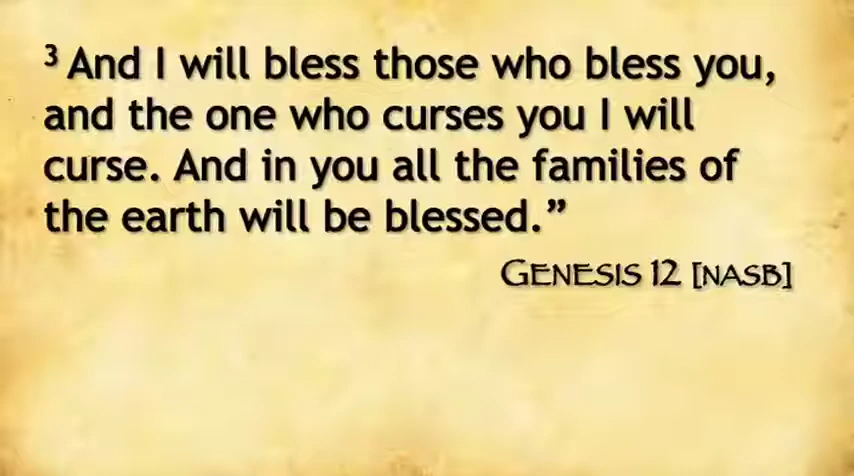 ³ And I will bless those who bless you,
and the one who curses you I will
curse. And in you all the families of
the earth will be blessed.”
Genesis 12 [NASB]